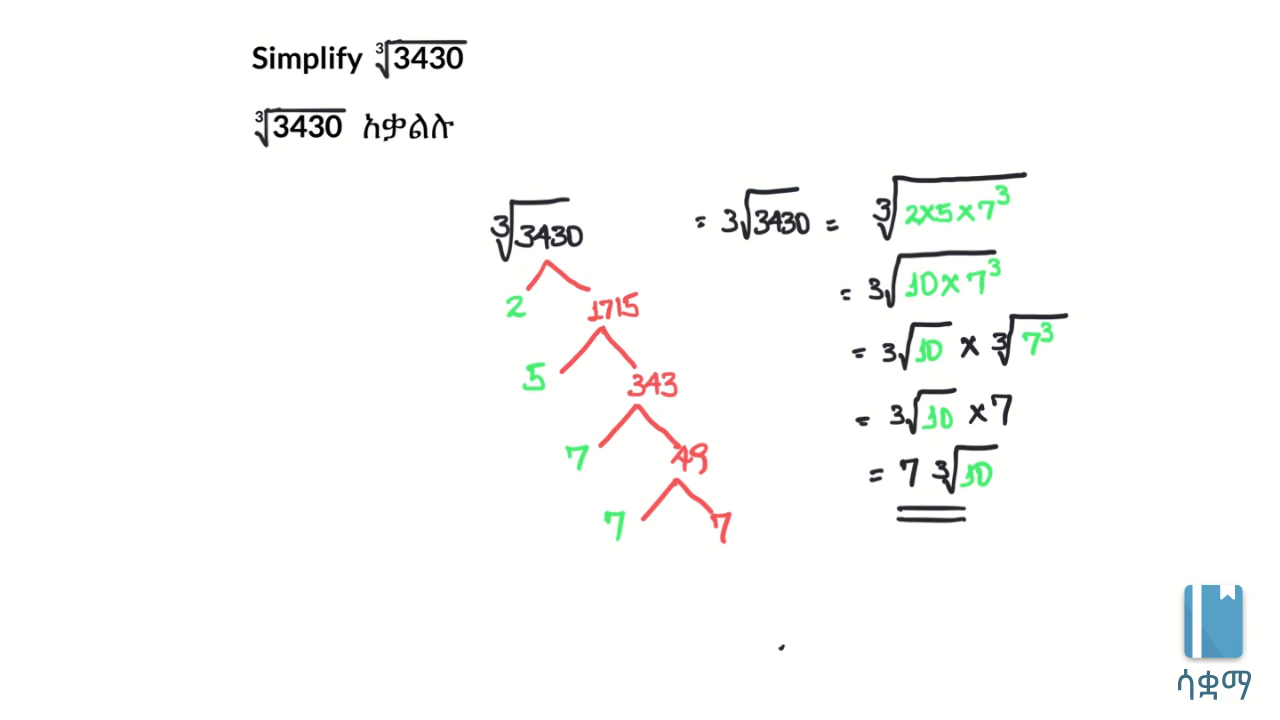 Simplify ∛3430
∛3430 አቃልሉ
∛3430 = ∛3430 = ∛2×5×7³
2 1715
= ∛10×7³
5 343
= ∛10 × ∛7³
7 49
= ∛10 ×7
7 7
= 7 ∛10
ሳቋማ